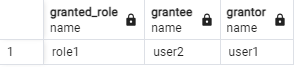 granted_role grantee grantor
name name name
1 role1 user2 user1